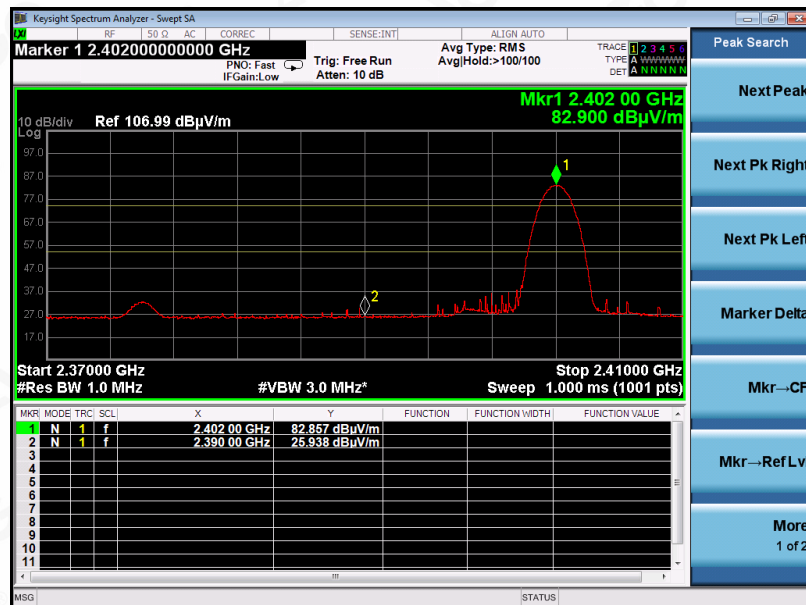 Keysight Spectrum Analyzer - Swept SA
LXI RF 50 Ω AC CORREC SENSE:INT ALIGN AUTO
Marker 1 2.402000000000 GHz
PNO: Fast
IFGain:Low
Trig: Free Run
Atten: 10 dB
Avg Type: RMS
Avg|Hold:>100/100
TRACE 1 2 3 4 5 6
TYPE A WWWWW
DET A N N N N N
Mkr1 2.402 00 GHz
82.900 dBµV/m
10 dB/div Ref 106.99 dBµV/m
Log
97.0
87.0
77.0
67.0
57.0
47.0
37.0
27.0
17.0
1
2
Start 2.37000 GHz Stop 2.41000 GHz
#Res BW 1.0 MHz #VBW 3.0 MHz* Sweep 1.000 ms (1001 pts)
MKR MODE TRC SCL X Y FUNCTION FUNCTION WIDTH FUNCTION VALUE
1 N 1 f 2.402 00 GHz 82.857 dBµV/m
2 N 1 f 2.390 00 GHz 25.938 dBµV/m
3
4
5
6
7
8
9
10
11
MSG STATUS
Peak Search
Next Peak
Next Pk Right
Next Pk Left
Marker Delta
Mkr→CF
Mkr→Ref Lvl
More
1 of 2